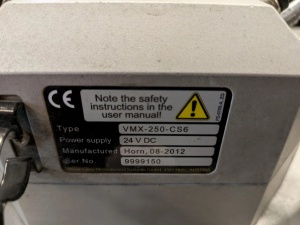 CE
Note the safety
instructions in the
user manual!
Type VMX-250-CS6
Power supply 24 V DC
Manufactured Horn, 08-2012
Ser.No. 9999150